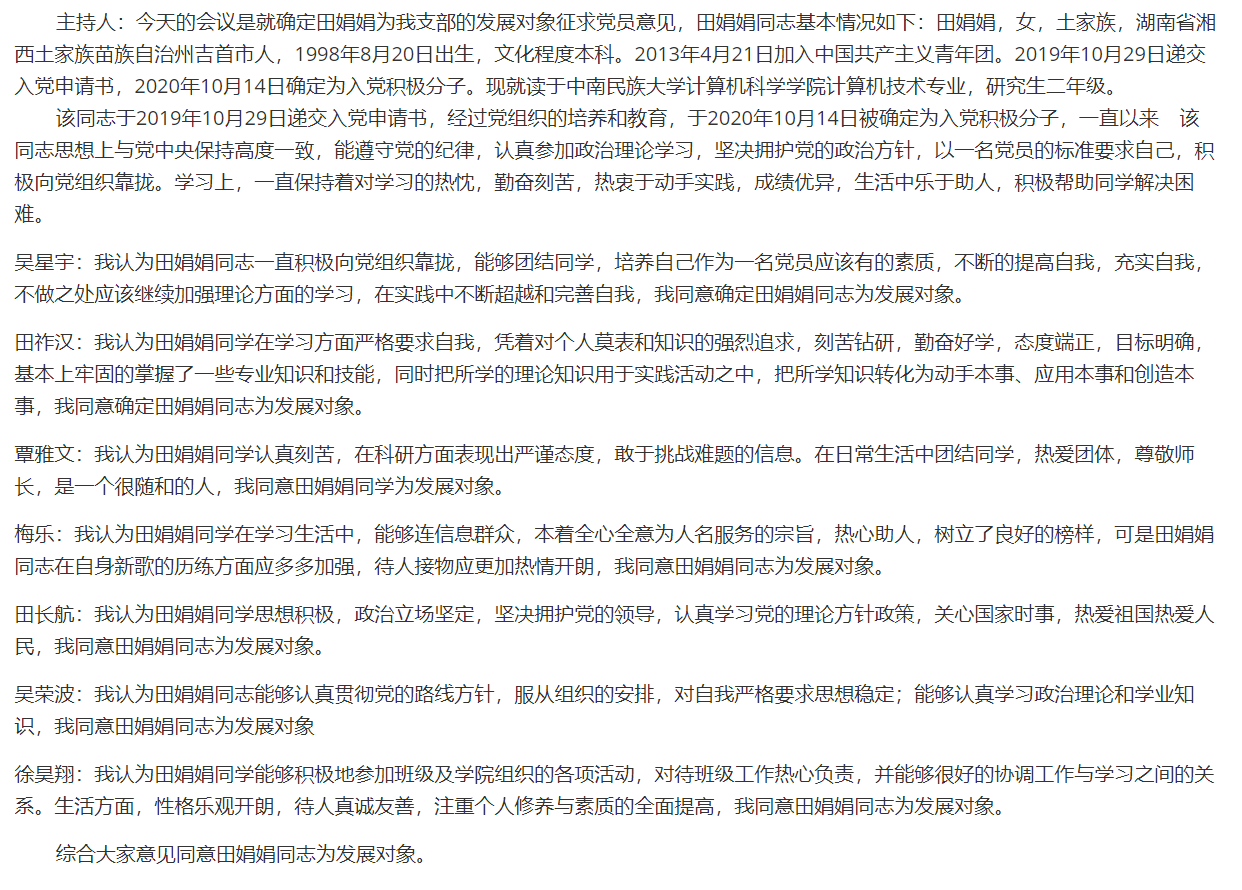 主持人：今天的会议是就确定田娟娟为我支部的发展对象征求党员意见，田娟娟同志基本情况如下：田娟娟，女，土家族，湖南省湘
西土家族苗族自治州吉首市人，1998年8月20日出生，文化程度本科。2013年4月21日加入中国共产主义青年团。2019年10月29日递交
入党申请书，2020年10月14日确定为入党积极分子。现就读于中南民族大学计算机科学学院计算机技术专业，研究生二年级。
该同志于2019年10月29日递交入党申请书，经过党组织的培养和教育，于2020年10月14日被确定为入党积极分子，一直以来　该
同志思想上与党中央保持高度一致，能遵守党的纪律，认真参加政治理论学习，坚决拥护党的政治方针，以一名党员的标准要求自己，积
极向党组织靠拢。学习上，一直保持着对学习的热忱，勤奋刻苦，热衷于动手实践，成绩优异，生活中乐于助人，积极帮助同学解决困
难。
吴星宇：我认为田娟娟同志一直积极向党组织靠拢，能够团结同学，培养自己作为一名党员应该有的素质，不断的提高自我，充实自我，
不做之处应该继续加强理论方面的学习，在实践中不断超越和完善自我，我同意确定田娟娟同志为发展对象。
田祚汉：我认为田娟娟同学在学习方面严格要求自我，凭着对个人莫表和知识的强烈追求，刻苦钻研，勤奋好学，态度端正，目标明确，
基本上牢固的掌握了一些专业知识和技能，同时把所学的理论知识用于实践活动之中，把所学知识转化为动手本事、应用本事和创造本
事，我同意确定田娟娟同志为发展对象。
覃雅文：我认为田娟娟同学认真刻苦，在科研方面表现出严谨态度，敢于挑战难题的信息。在日常生活中团结同学，热爱团体，尊敬师
长，是一个很随和的人，我同意田娟娟同学为发展对象。
梅乐：我认为田娟娟同学在学习生活中，能够连信息群众，本着全心全意为人名服务的宗旨，热心助人，树立了良好的榜样，可是田娟娟
同志在自身新歌的历练方面应多多加强，待人接物应更加热情开朗，我同意田娟娟同志为发展对象。
田长航：我认为田娟娟同学思想积极，政治立场坚定，坚决拥护党的领导，认真学习党的理论方针政策，关心国家时事，热爱祖国热爱人
民，我同意田娟娟同志为发展对象。
吴荣波：我认为田娟娟同志能够认真贯彻党的路线方针，服从组织的安排，对自我严格要求思想稳定；能够认真学习政治理论和学业知
识，我同意田娟娟同志为发展对象
徐昊翔：我认为田娟娟同学能够积极地参加班级及学院组织的各项活动，对待班级工作热心负责，并能够很好的协调工作与学习之间的关
系。生活方面，性格乐观开朗，待人真诚友善，注重个人修养与素质的全面提高，我同意田娟娟同志为发展对象。
综合大家意见同意田娟娟同志为发展对象。